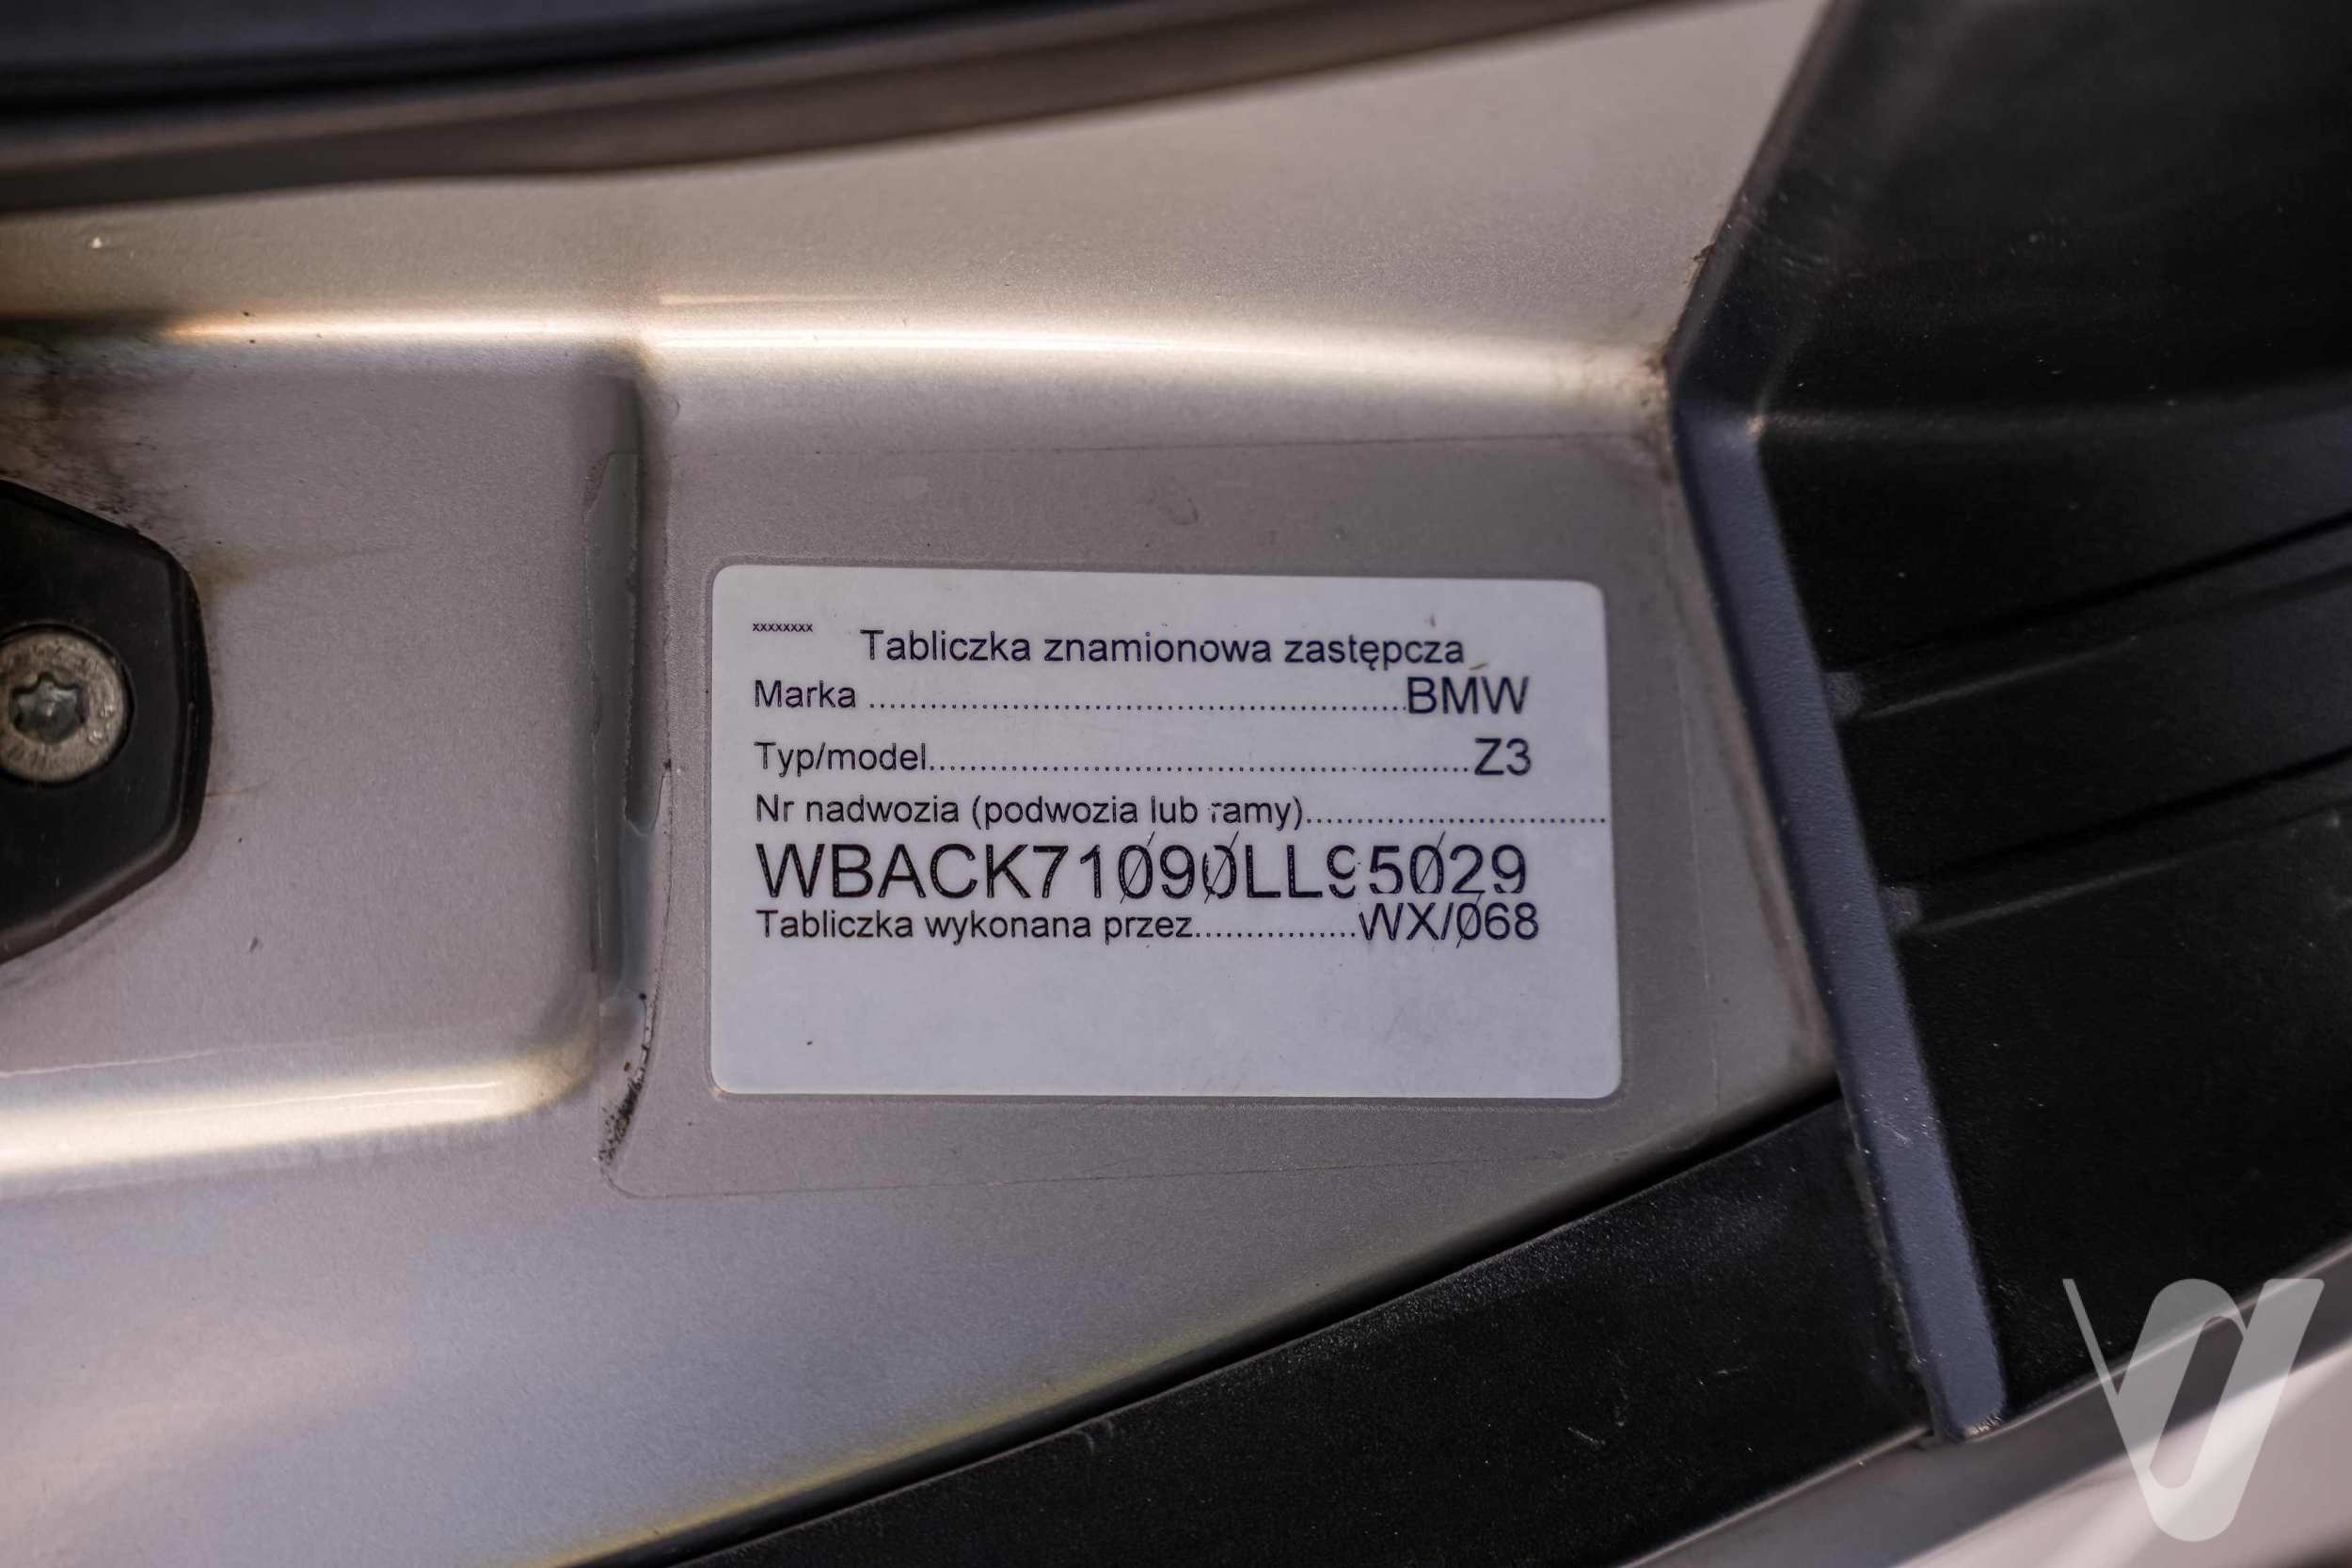 xxxxxxxx
Tabliczka znamionowa zastępcza
Marka ......................................................BMW
Typ/model......................................................Z3
Nr nadwozia (podwozia lub ramy)..............................
WBACK71090LL95029
Tabliczka wykonana przez................WX/068